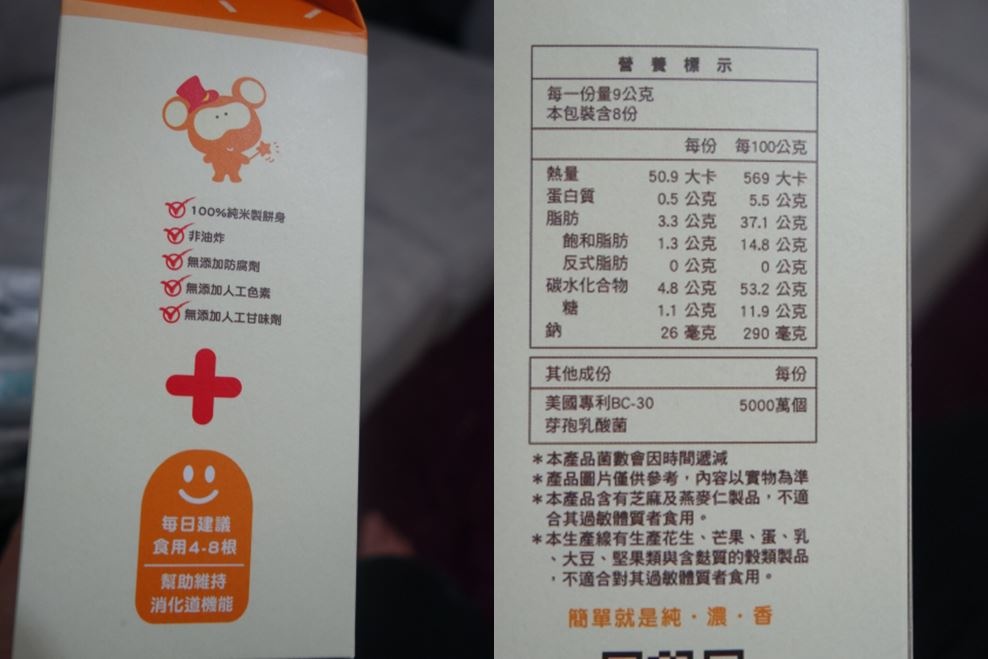 100%純米製餅身
非油炸
無添加防腐劑
無添加人工色素
無添加人工甘味劑
每日建議
食用4-8根
幫助維持
消化道機能
營養標示
每一份量9公克
本包裝含8份
每份 每100公克
熱量 50.9 大卡 569 大卡
蛋白質 0.5 公克 5.5 公克
脂肪 3.3 公克 37.1 公克
飽和脂肪 1.3 公克 14.8 公克
反式脂肪 0 公克 0 公克
碳水化合物 4.8 公克 53.2 公克
糖 1.1 公克 11.9 公克
鈉 26 毫克 290 毫克
其他成份 每份
美國專利BC-30 5000萬個
芽孢乳酸菌
＊本產品菌數會因時間遞減
＊產品圖片僅供參考，內容以實物為準
＊本產品含有芝麻及燕麥仁製品，不適
合其過敏體質者食用。
＊本生產線有生產花生、芒果、蛋、乳
、大豆、堅果類與含麩質的穀類製品
，不適合對其過敏體質者食用。
簡單就是純・濃・香